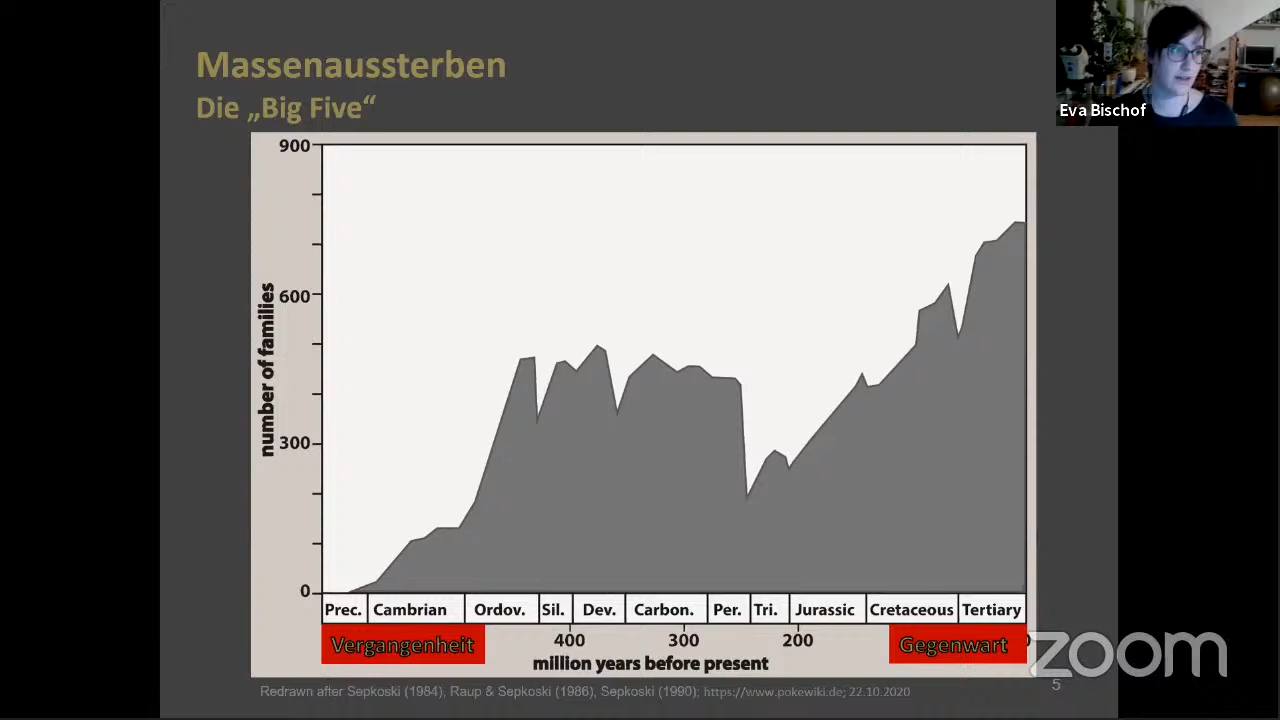 Massenaussterben
Die „Big Five“
Eva Bischof
900
600
300
0
number of families
Prec. Cambrian Ordov. Sil. Dev. Carbon. Per. Tri. Jurassic Cretaceous Tertiary
Vergangenheit 400 300 200 Gegenwart
million years before present
zoom
Redrawn after Sepkoski (1984), Raup & Sepkoski (1986), Sepkoski (1990); https://www.pokewiki.de; 22.10.2020
5